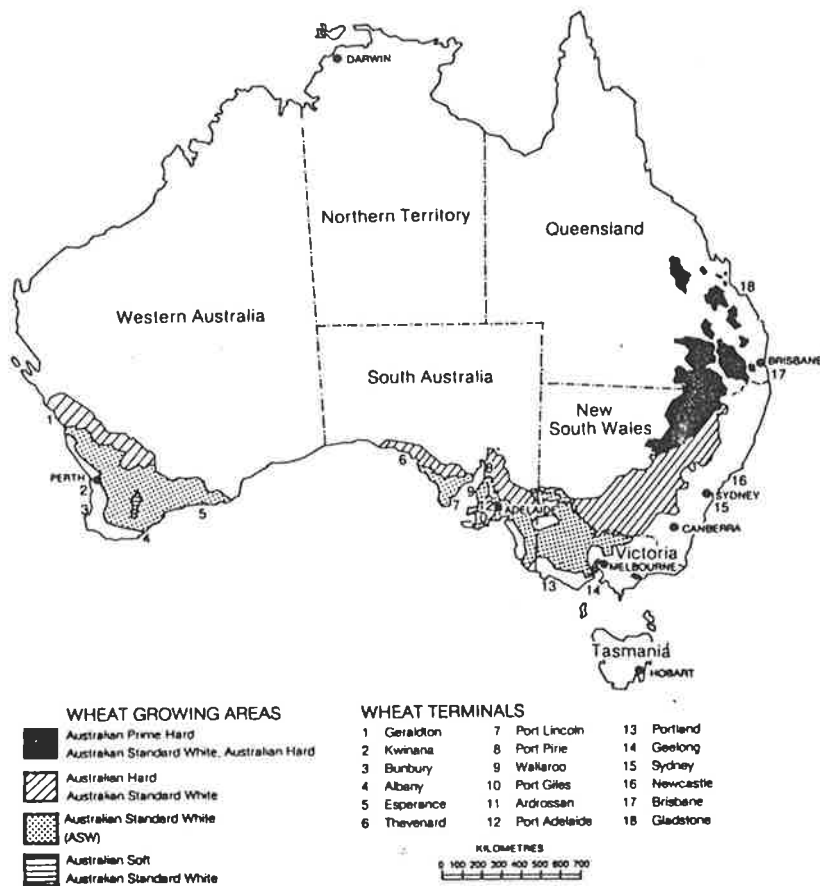 DARWIN
Northern Territory
Queensland
Western Australia
18
South Australia
BRISBANE
17
New
South Wales
1
6
8
PERTH
2
9
7
12
ADELAIDE
16
SYDNEY
15
3
5
4
CANBERRA
Victoria
MELBOURNE
13
14
Tasmania
HOBART
WHEAT GROWING AREAS
Australian Prime Hard
Australian Standard White, Australian Hard
Australian Hard
Australian Standard White
Australian Standard White
(ASW)
Australian Soft
Australian Standard White
WHEAT TERMINALS
1 Geraldton
2 Kwinana
3 Bunbury
4 Albany
5 Esperance
6 Thevenard
7 Port Lincoln
8 Port Pirie
9 Wallaroo
10 Port Giles
11 Ardrossan
12 Port Adelaide
13 Portland
14 Geelong
15 Sydney
16 Newcastle
17 Brisbane
18 Gladstone
KILOMETRES
0 100 200 300 400 500 600 700